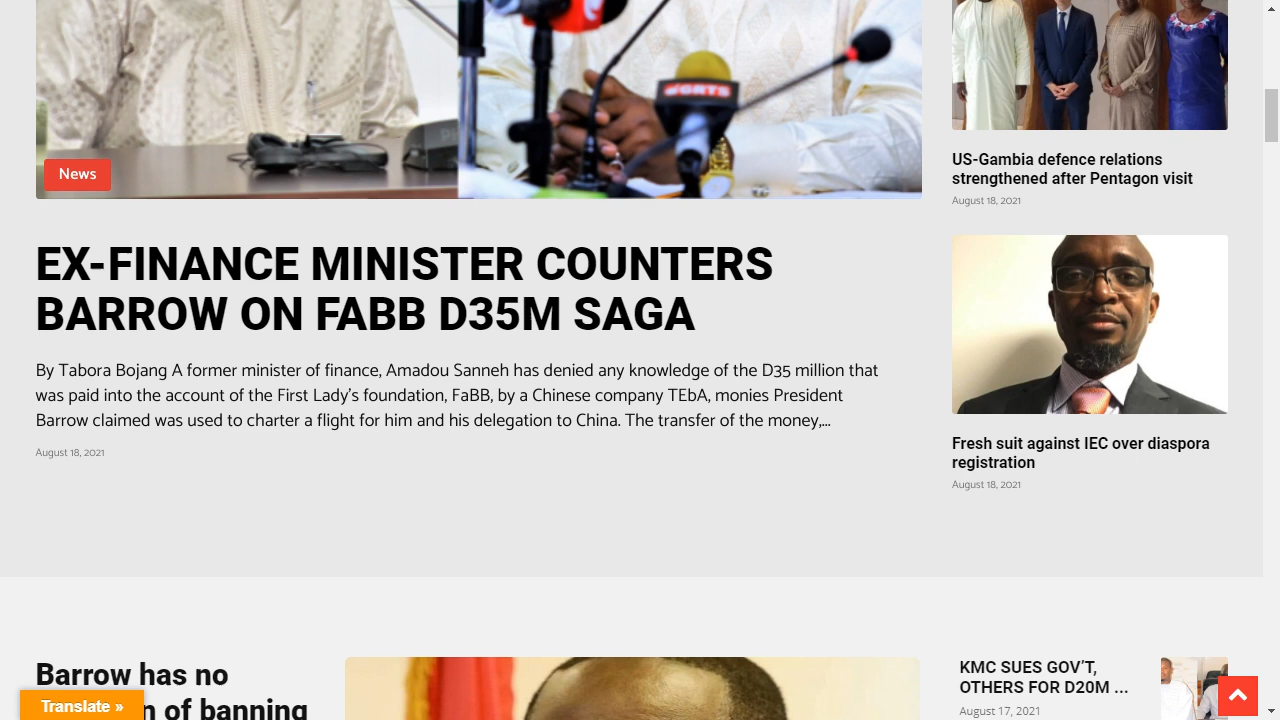 GRTS
News
EX-FINANCE MINISTER COUNTERS
BARROW ON FABB D35M SAGA
By Tabora Bojang A former minister of finance, Amadou Sanneh has denied any knowledge of the D35 million that
was paid into the account of the First Lady’s foundation, FaBB, by a Chinese company TEbA, monies President
Barrow claimed was used to charter a flight for him and his delegation to China. The transfer of the money,...
August 18, 2021
US-Gambia defence relations
strengthened after Pentagon visit
August 18, 2021
Fresh suit against IEC over diaspora
registration
August 18, 2021
Barrow has no
of banning
KMC SUES GOV’T,
OTHERS FOR D20M ...
August 17, 2021
Translate »